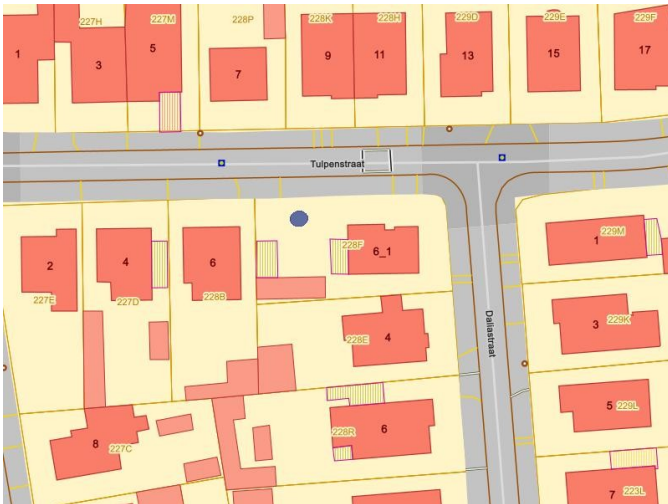 227H
227M
228P
228K
228H
229D
229E
229F
1
3
5
7
9
11
13
15
17
Tulpenstraat
2
227E
4
227D
6
228B
228F
6_1
1
229M
228E
4
Daliastraat
3
229K
8
227C
228R
6
5
229L
7
223L